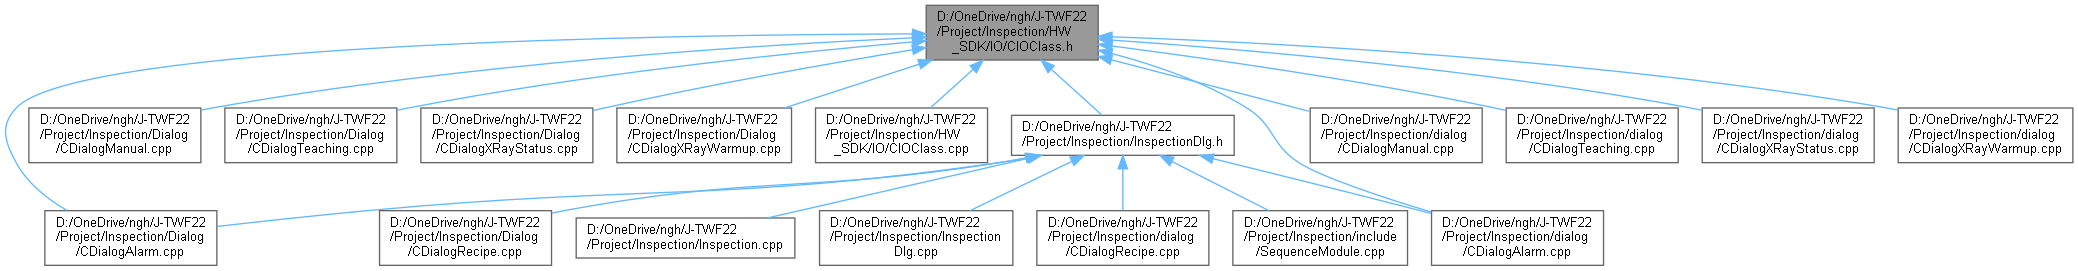 D:/OneDrive/ngh/J-TWF22
/Project/Inspection/HW
_SDK/IO/CIOClass.h
D:/OneDrive/ngh/J-TWF22
/Project/Inspection/Dialog
/CDialogManual.cpp
D:/OneDrive/ngh/J-TWF22
/Project/Inspection/Dialog
/CDialogTeaching.cpp
D:/OneDrive/ngh/J-TWF22
/Project/Inspection/Dialog
/CDialogXRayStatus.cpp
D:/OneDrive/ngh/J-TWF22
/Project/Inspection/Dialog
/CDialogXRayWarmup.cpp
D:/OneDrive/ngh/J-TWF22
/Project/Inspection/HW
_SDK/IO/CIOClass.cpp
D:/OneDrive/ngh/J-TWF22
/Project/Inspection/InspectionDlg.h
D:/OneDrive/ngh/J-TWF22
/Project/Inspection/dialog
/CDialogManual.cpp
D:/OneDrive/ngh/J-TWF22
/Project/Inspection/dialog
/CDialogTeaching.cpp
D:/OneDrive/ngh/J-TWF22
/Project/Inspection/dialog
/CDialogXRayStatus.cpp
D:/OneDrive/ngh/J-TWF22
/Project/Inspection/dialog
/CDialogXRayWarmup.cpp
D:/OneDrive/ngh/J-TWF22
/Project/Inspection/Dialog
/CDialogAlarm.cpp
D:/OneDrive/ngh/J-TWF22
/Project/Inspection/Dialog
/CDialogRecipe.cpp
D:/OneDrive/ngh/J-TWF22
/Project/Inspection/Inspection.cpp
D:/OneDrive/ngh/J-TWF22
/Project/Inspection/Inspection
Dlg.cpp
D:/OneDrive/ngh/J-TWF22
/Project/Inspection/dialog
/CDialogRecipe.cpp
D:/OneDrive/ngh/J-TWF22
/Project/Inspection/include
/SequenceModule.cpp
D:/OneDrive/ngh/J-TWF22
/Project/Inspection/dialog
/CDialogAlarm.cpp